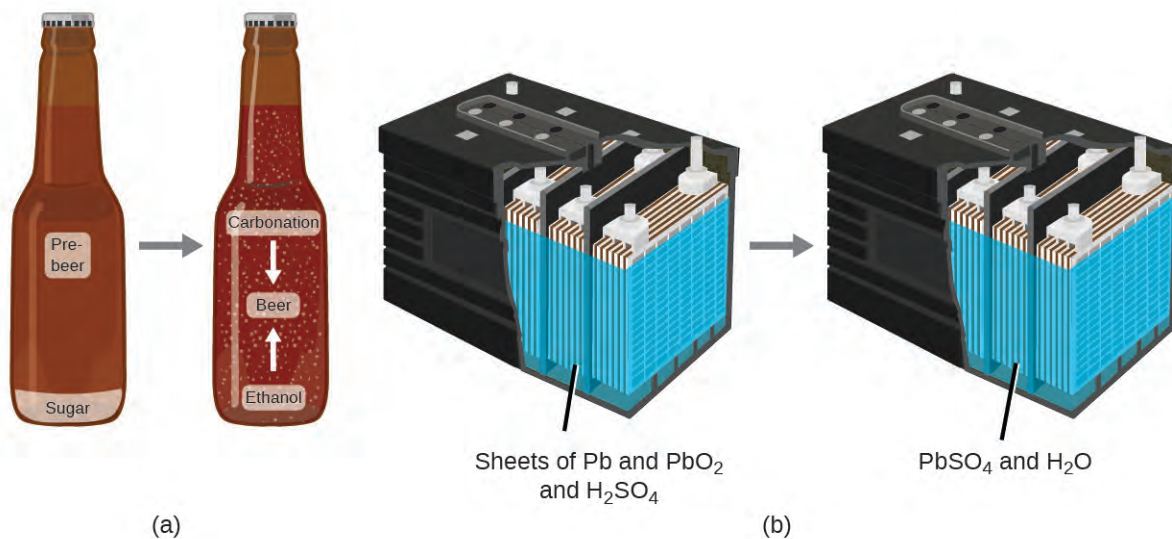 Pre-
beer
Sugar
Carbonation
Beer
Ethanol
(a)
Sheets of Pb and PbO₂
and H₂SO₄
PbSO₄ and H₂O
(b)